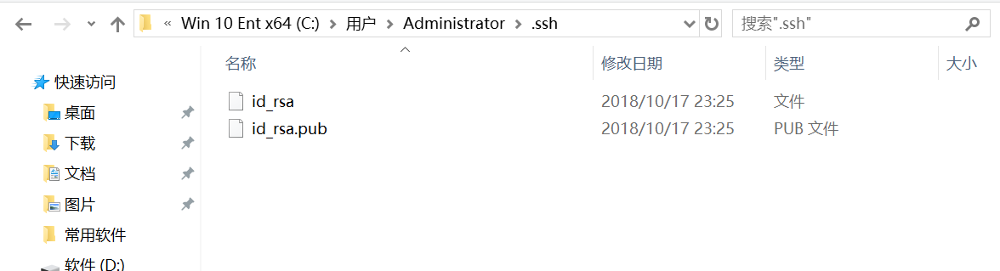 « Win 10 Ent x64 (C:) > 用户 > Administrator > .ssh
搜索".ssh"
名称 修改日期 类型 大小
快速访问
桌面
下载
文档
图片
常用软件
软件 (D:)
id_rsa 2018/10/17 23:25 文件
id_rsa.pub 2018/10/17 23:25 PUB 文件